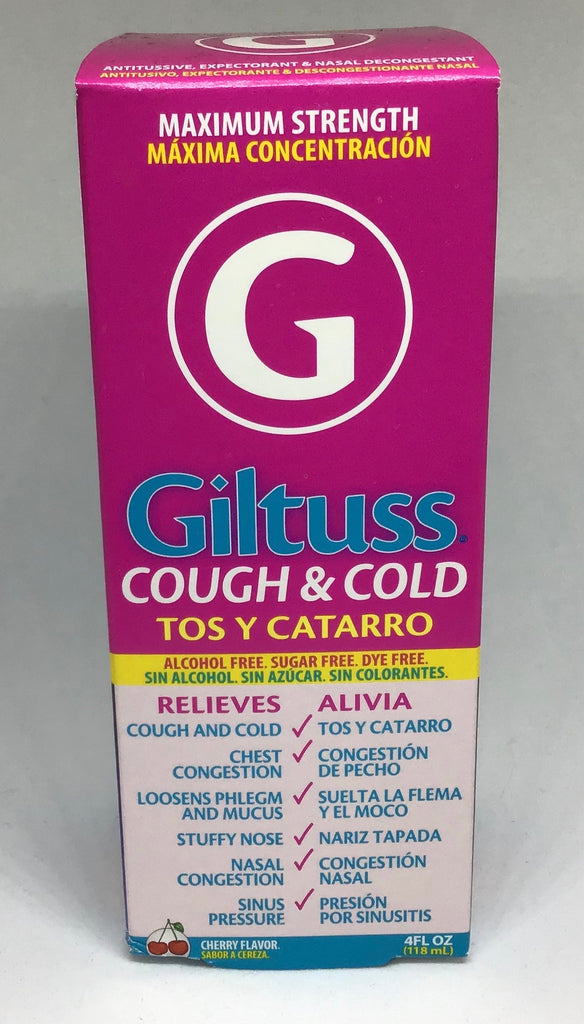 G
ANTITUSSIVE, EXPECTORANT & NASAL DECONGESTANT
ANTITUSIVO, EXPECTORANTE & DESCONGESTIONANTE NASAL
MAXIMUM STRENGTH
MÁXIMA CONCENTRACIÓN
G
Giltuss®
COUGH & COLD
TOS Y CATARRO
ALCOHOL FREE. SUGAR FREE. DYE FREE.
SIN ALCOHOL. SIN AZÚCAR. SIN COLORANTES.
RELIEVES ALIVIA
COUGH AND COLD ✓ TOS Y CATARRO
CHEST ✓ CONGESTIÓN
CONGESTION DE PECHO
LOOSENS PHLEGM ✓ SUELTA LA FLEMA
AND MUCUS Y EL MOCO
STUFFY NOSE ✓ NARIZ TAPADA
NASAL ✓ CONGESTIÓN
CONGESTION NASAL
SINUS ✓ PRESIÓN
PRESSURE POR SINUSITIS
CHERRY FLAVOR. 4FL OZ
SABOR A CEREZA. (118 mL)